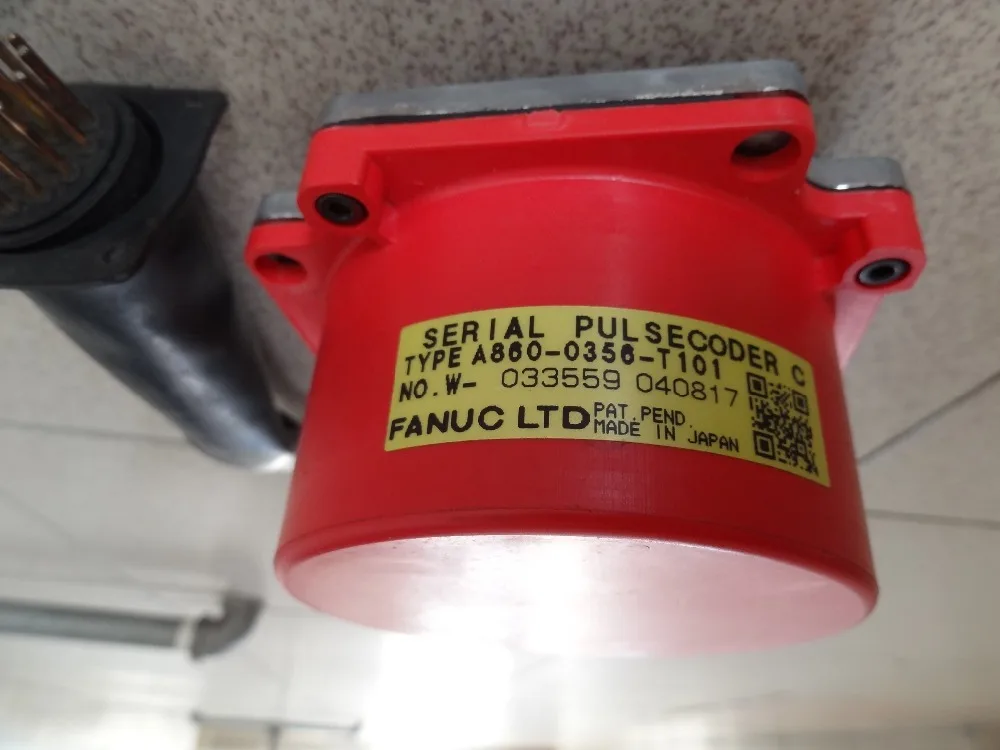 SERIAL PULSECODER C
TYPE A860-0356-T101
NO.W- 033559 040817
FANUC LTD
PAT.PEND.
MADE IN JAPAN